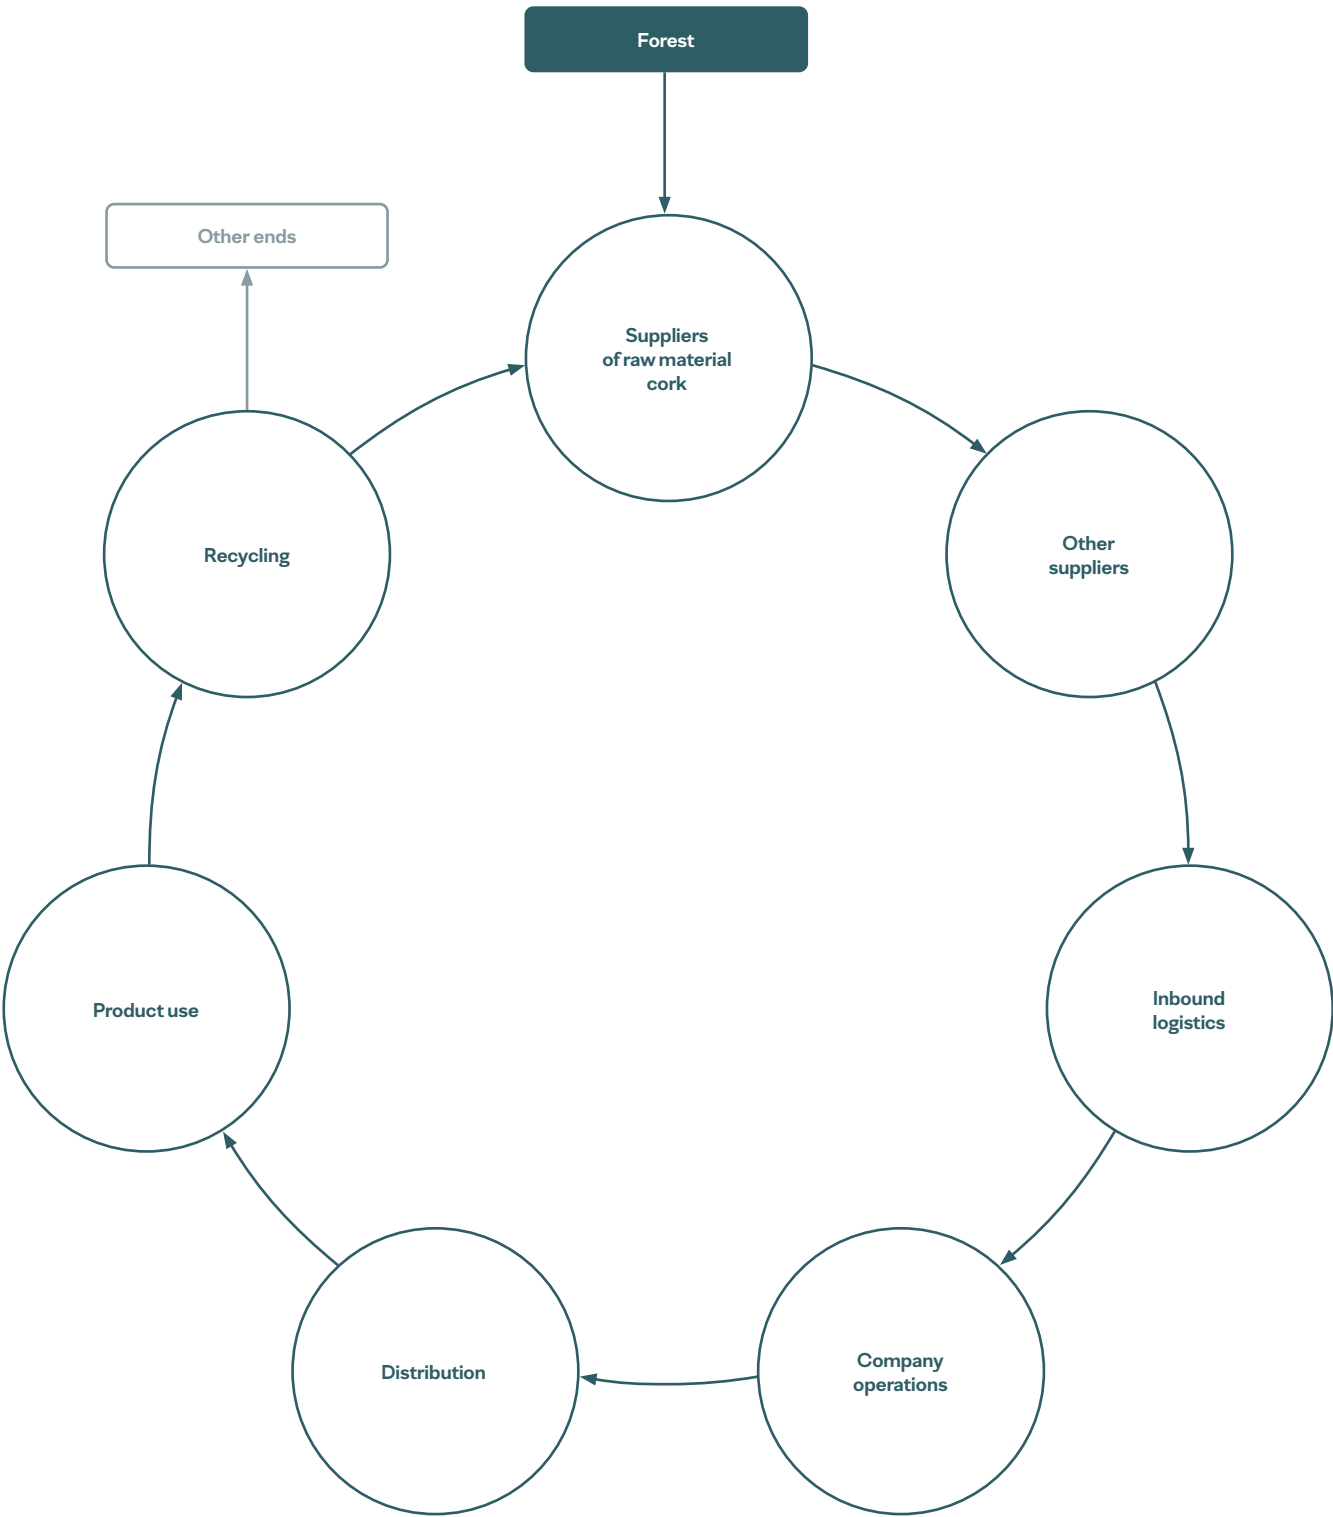 Forest
Other ends
Suppliers
of raw material
cork
Other
suppliers
Recycling
Inbound
logistics
Product use
Company
operations
Distribution